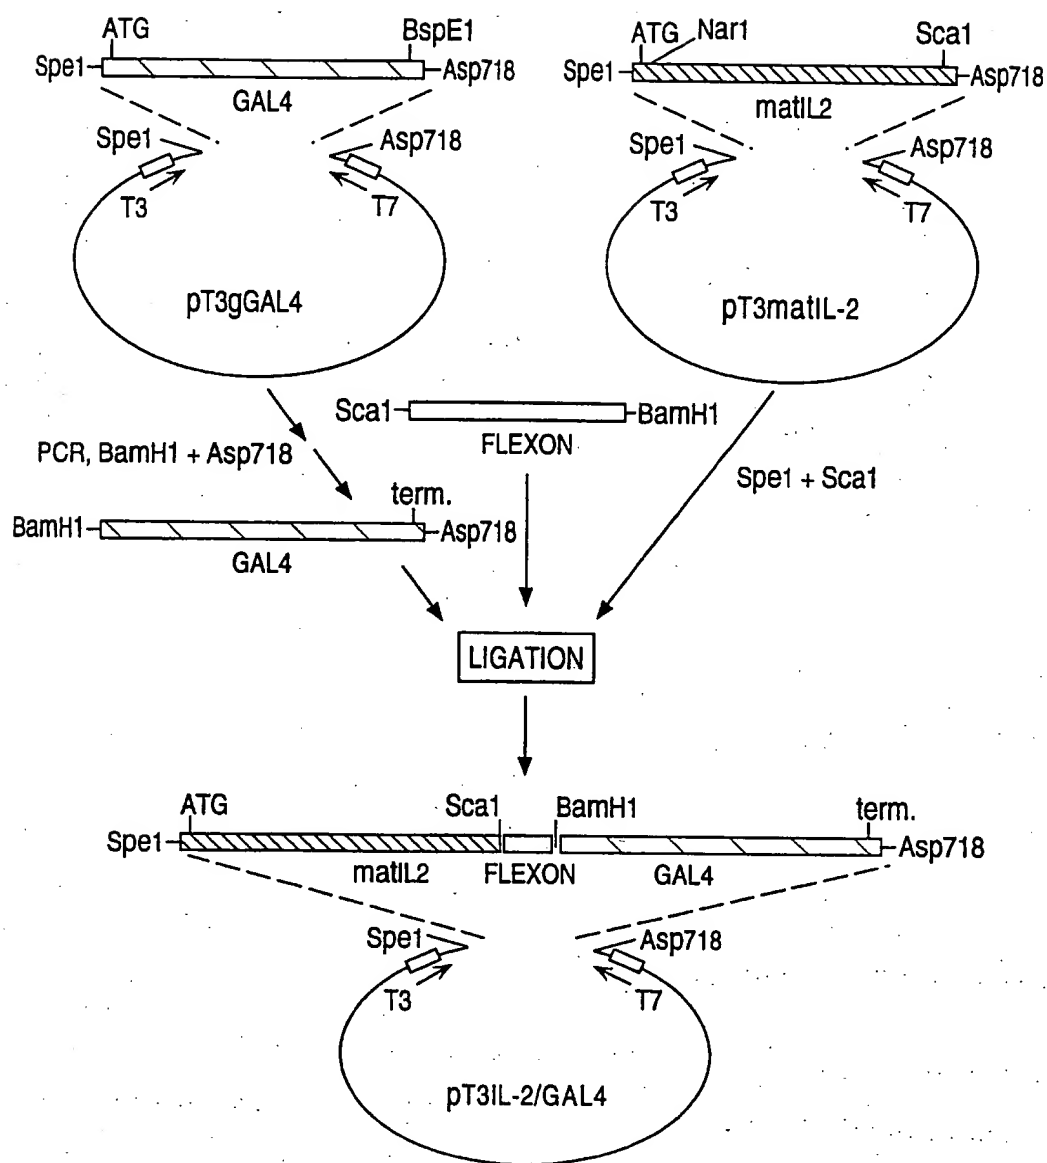 ATG
BspE1
Spe1
Asp718
GAL4
Spe1
Asp718
T3
T7
pT3gGAL4
ATG
Nar1
Sca1
Spe1
Asp718
matIL2
Spe1
Asp718
T3
T7
pT3matIL-2
Sca1
BamH1
FLEXON
PCR, BamH1 + Asp718
Spe1 + Sca1
term.
BamH1
Asp718
GAL4
LIGATION
ATG
Sca1
BamH1
term.
Spe1
Asp718
matIL2
FLEXON
GAL4
Spe1
Asp718
T3
T7
pT3IL-2/GAL4